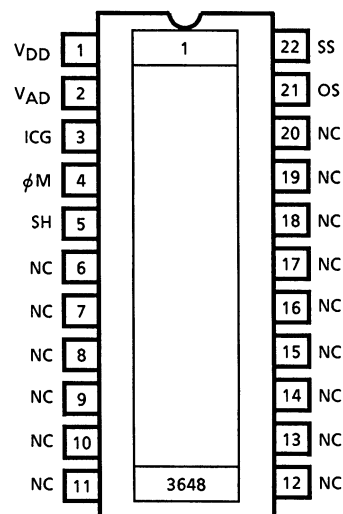 VDD 1 1 22 SS
VAD 2 21 OS
ICG 3 20 NC
ϕM 4 19 NC
SH 5 18 NC
NC 6 17 NC
NC 7 16 NC
NC 8 15 NC
NC 9 14 NC
NC 10 13 NC
NC 11 3648 12 NC